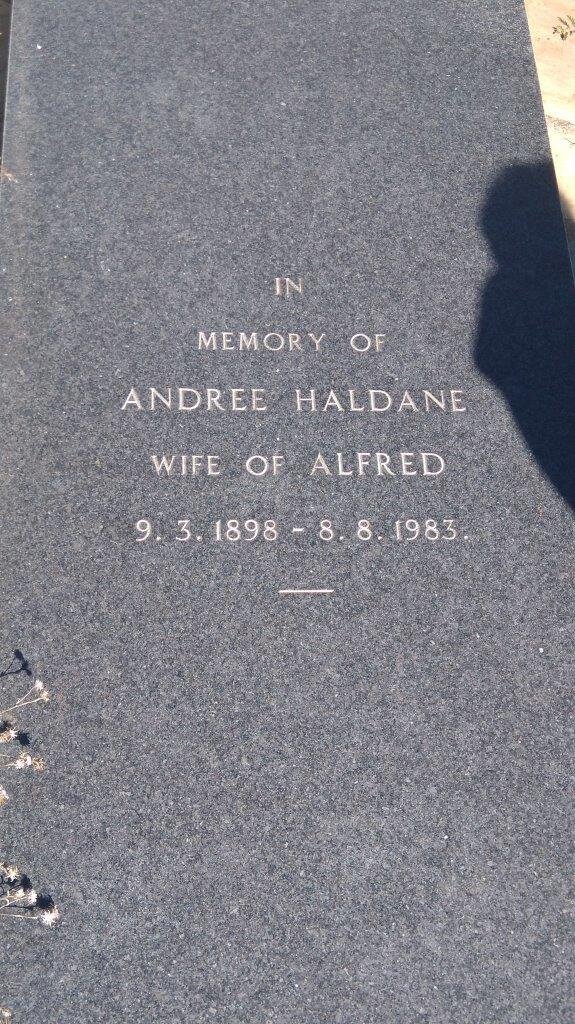 IN
MEMORY OF
ANDREE HALDANE
WIFE OF ALFRED
9. 3. 1898 - 8. 8. 1983.